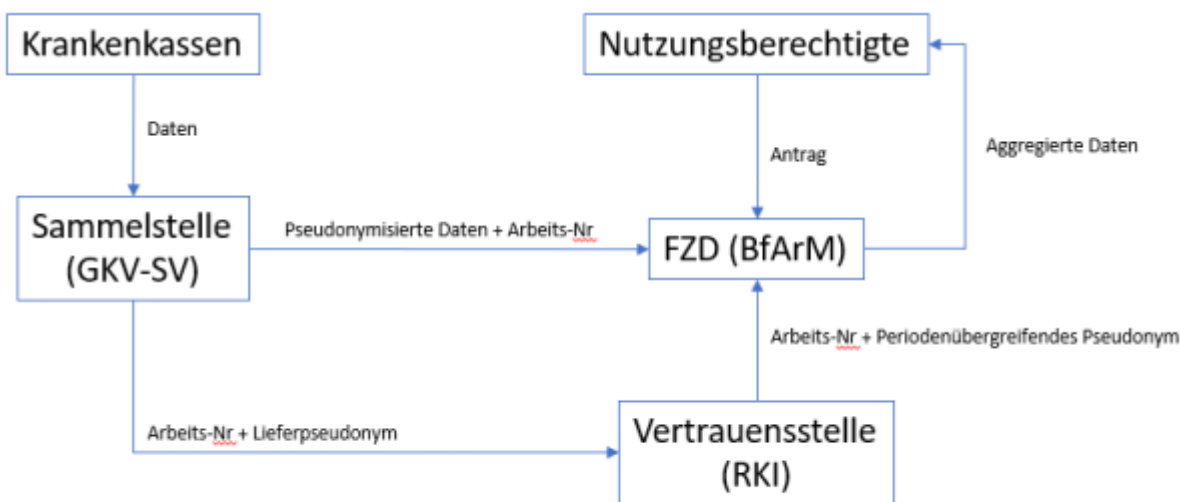 Krankenkassen
Nutzungsberechtigte
Daten
Antrag
Aggregierte Daten
Sammelstelle
(GKV-SV)
Pseudonymisierte Daten + Arbeits-Nr
FZD (BfArM)
Arbeits-Nr + Periodenübergreifendes Pseudonym
Arbeits-Nr + Lieferpseudonym
Vertrauensstelle
(RKI)